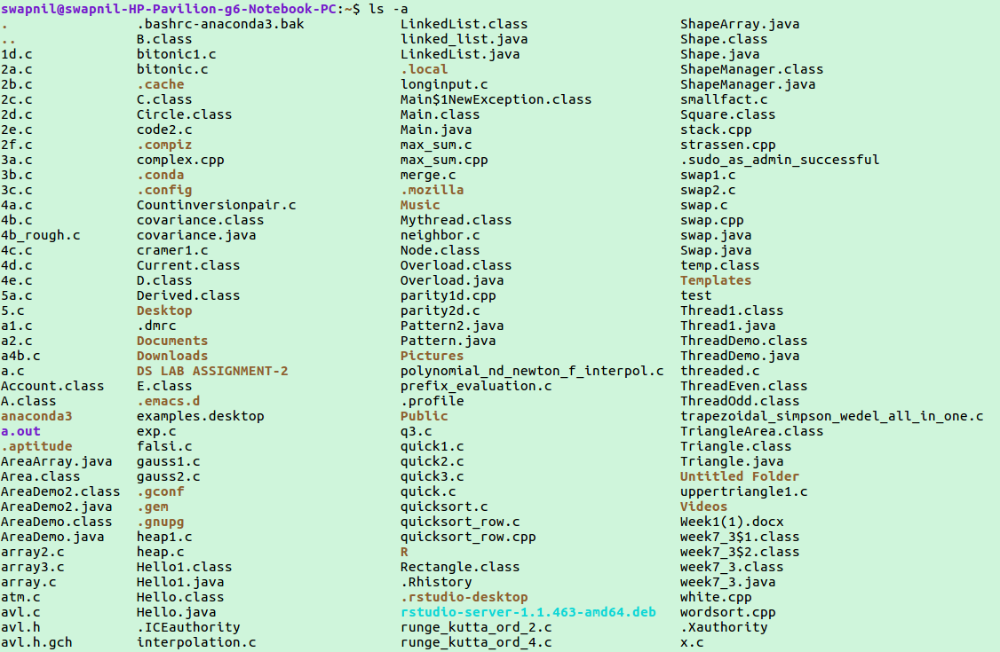 swapnil@swapnil-HP-Pavilion-g6-Notebook-PC:~$ ls -a
. .bashrc-anaconda3.bak LinkedList.class ShapeArray.java
.. B.class linked_list.java Shape.class
1d.c bitonic1.c LinkedList.java Shape.java
2a.c bitonic.c .local ShapeManager.class
2b.c .cache longinput.c ShapeManager.java
2c.c C.class Main$1NewException.class smallfact.c
2d.c Circle.class Main.class Square.class
2e.c code2.c Main.java stack.cpp
2f.c .compiz max_sum.c strassen.cpp
3a.c complex.cpp max_sum.cpp .sudo_as_admin_successful
3b.c .conda merge.c swap1.c
3c.c .config .mozilla swap2.c
4a.c Countinversionpair.c Music swap.c
4b.c covariance.class Mythread.class swap.cpp
4b_rough.c covariance.java neighbor.c swap.java
4c.c cramer1.c Node.class Swap.java
4d.c Current.class Overload.class temp.class
4e.c D.class Overload.java Templates
5a.c Derived.class parity1d.cpp test
5.c Desktop parity2d.c Thread1.class
a1.c .dmrc Pattern2.java Thread1.java
a2.c Documents Pattern.java ThreadDemo.class
a4b.c Downloads Pictures ThreadDemo.java
a.c DS LAB ASSIGNMENT-2 polynomial_nd_newton_f_interpol.c threaded.c
Account.class E.class prefix_evaluation.c ThreadEven.class
A.class .emacs.d .profile ThreadOdd.class
anaconda3 examples.desktop Public trapezoidal_simpson_wedel_all_in_one.c
a.out exp.c q3.c TriangleArea.class
.aptitude falsi.c quick1.c Triangle.class
AreaArray.java gauss1.c quick2.c Triangle.java
Area.class gauss2.c quick3.c Untitled Folder
AreaDemo2.class .gconf quick.c uppertriangle1.c
AreaDemo2.java .gem quicksort.c Videos
AreaDemo.class .gnupg quicksort_row.c Week1(1).docx
AreaDemo.java heap1.c quicksort_row.cpp week7_3$1.class
array2.c heap.c R week7_3$2.class
array3.c Hello1.class Rectangle.class week7_3.class
array.c Hello1.java .Rhistory week7_3.java
atm.c Hello.class .rstudio-desktop white.cpp
avl.c Hello.java rstudio-server-1.1.463-amd64.deb wordsort.cpp
avl.h .ICEauthority runge_kutta_ord_2.c .Xauthority
avl.h.gch interpolation.c runge_kutta_ord_4.c x.c